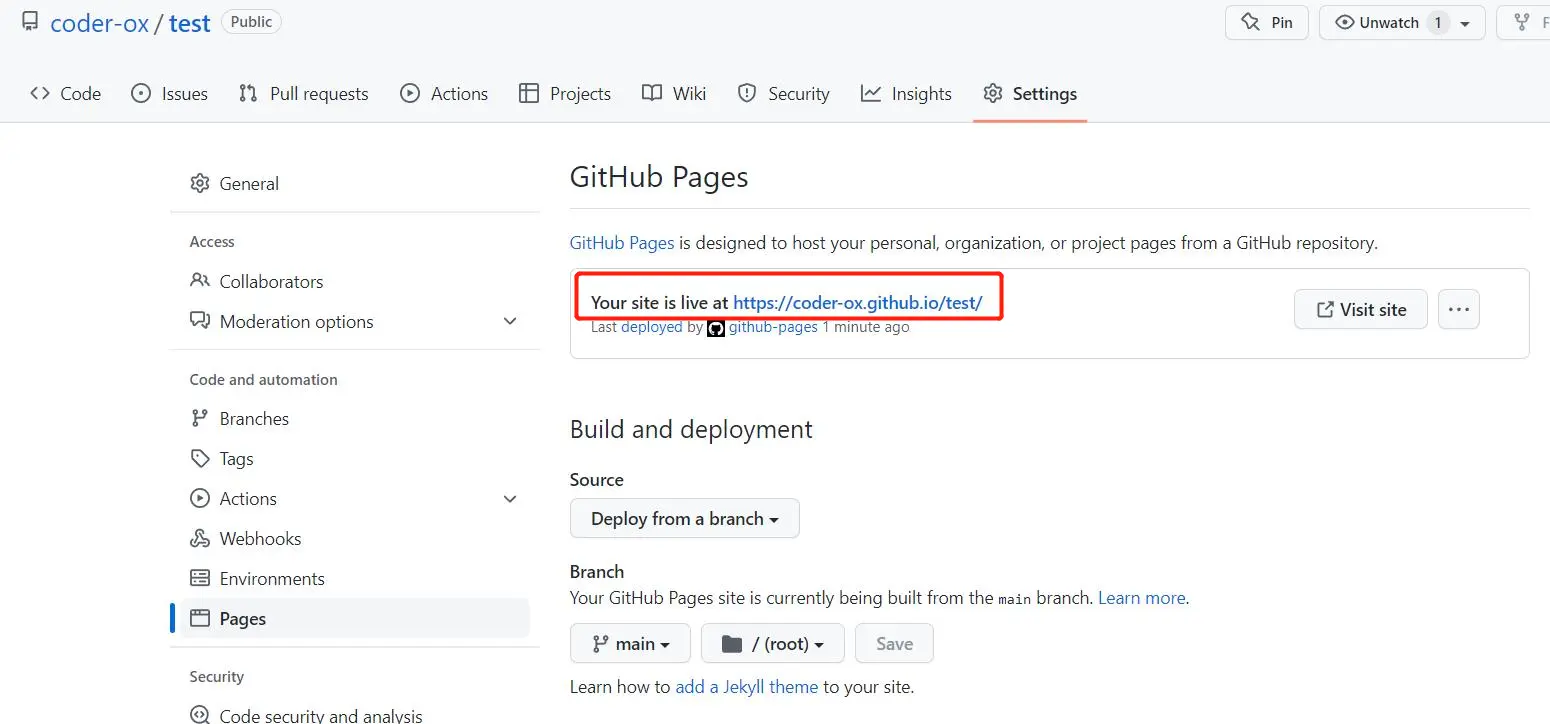 coder-ox / test Public Pin Unwatch 1 F
Code Issues Pull requests Actions Projects Wiki Security Insights Settings
General
Access
Collaborators
Moderation options
Code and automation
Branches
Tags
Actions
Webhooks
Environments
Pages
Security
Code security and analysis
GitHub Pages
GitHub Pages is designed to host your personal, organization, or project pages from a GitHub repository.
Your site is live at https://coder-ox.github.io/test/
Last deployed by github-pages 1 minute ago
Visit site
Build and deployment
Source
Deploy from a branch
Branch
Your GitHub Pages site is currently being built from the main branch. Learn more.
main / (root) Save
Learn how to add a Jekyll theme to your site.